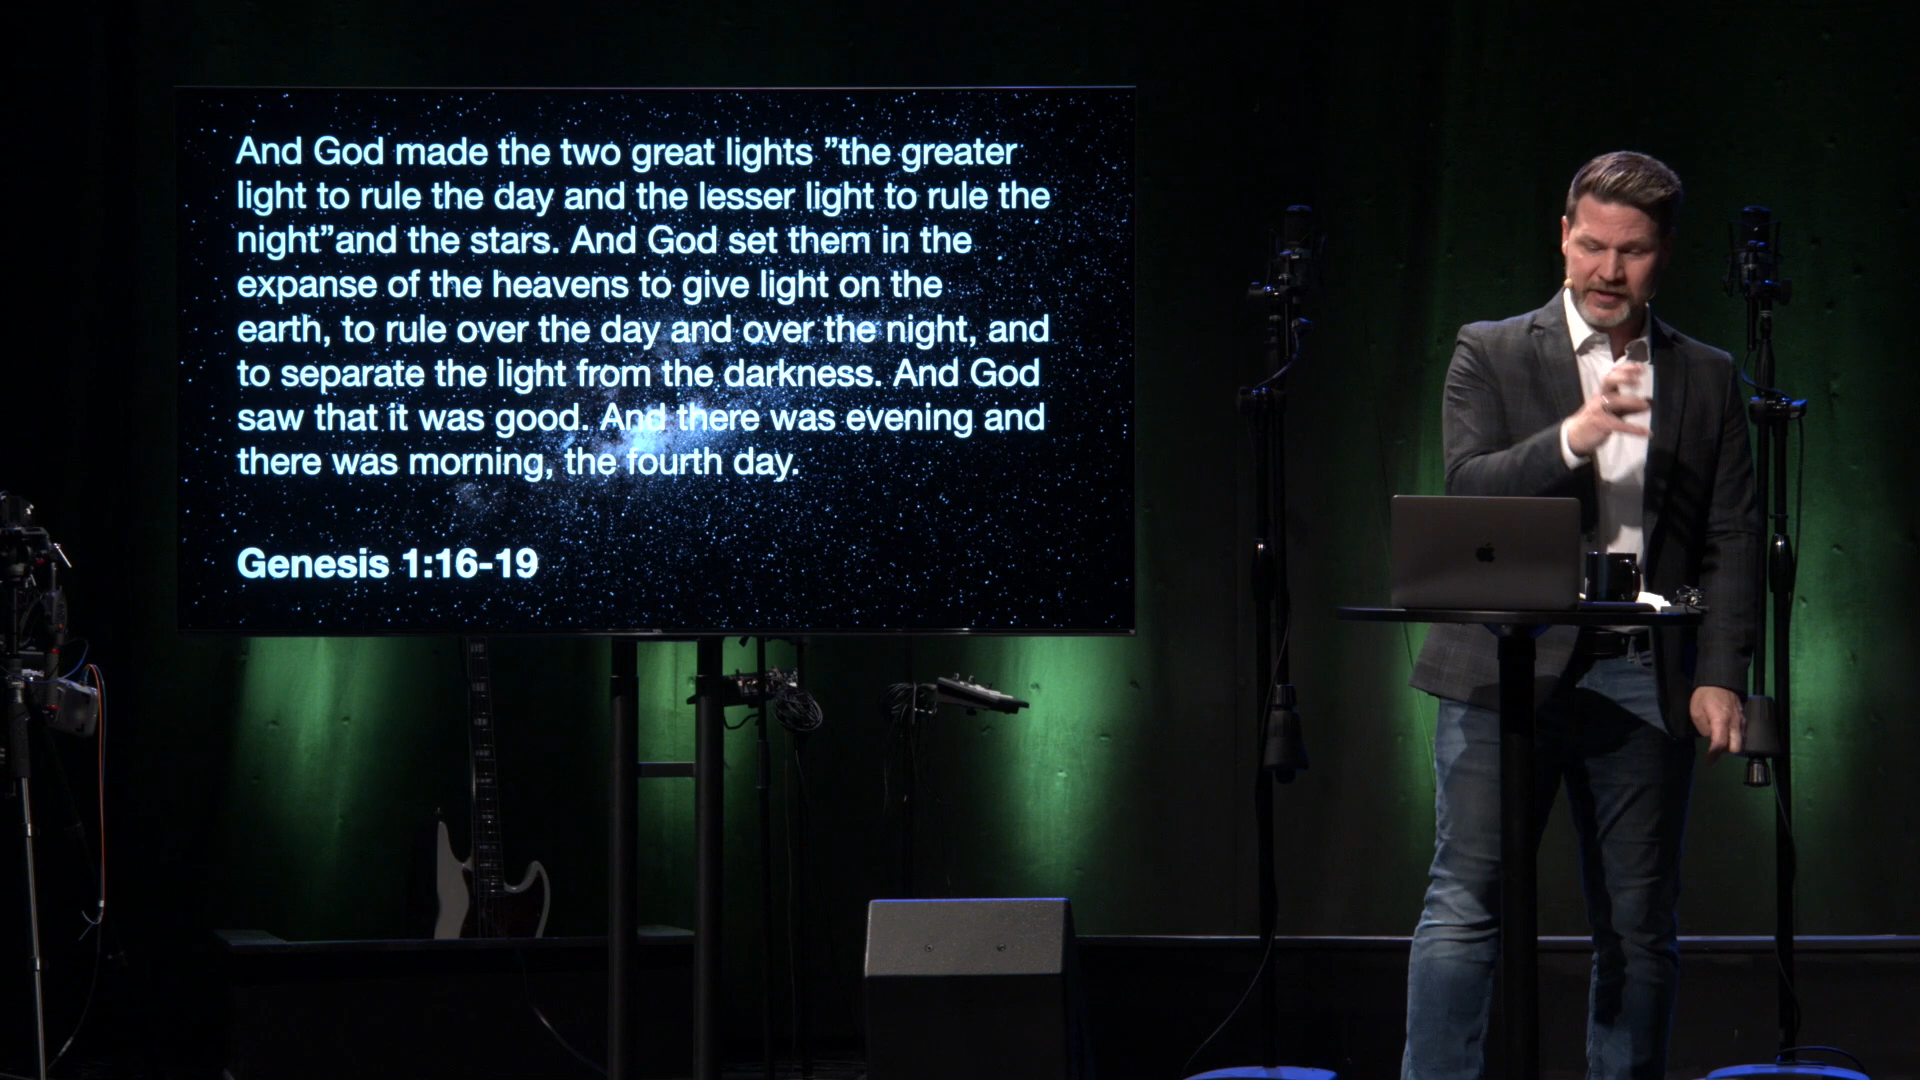 And God made the two great lights ”the greater
light to rule the day and the lesser light to rule the
night”and the stars. And God set them in the
expanse of the heavens to give light on the
earth, to rule over the day and over the night, and
to separate the light from the darkness. And God
saw that it was good. And there was evening and
there was morning, the fourth day.
Genesis 1:16-19